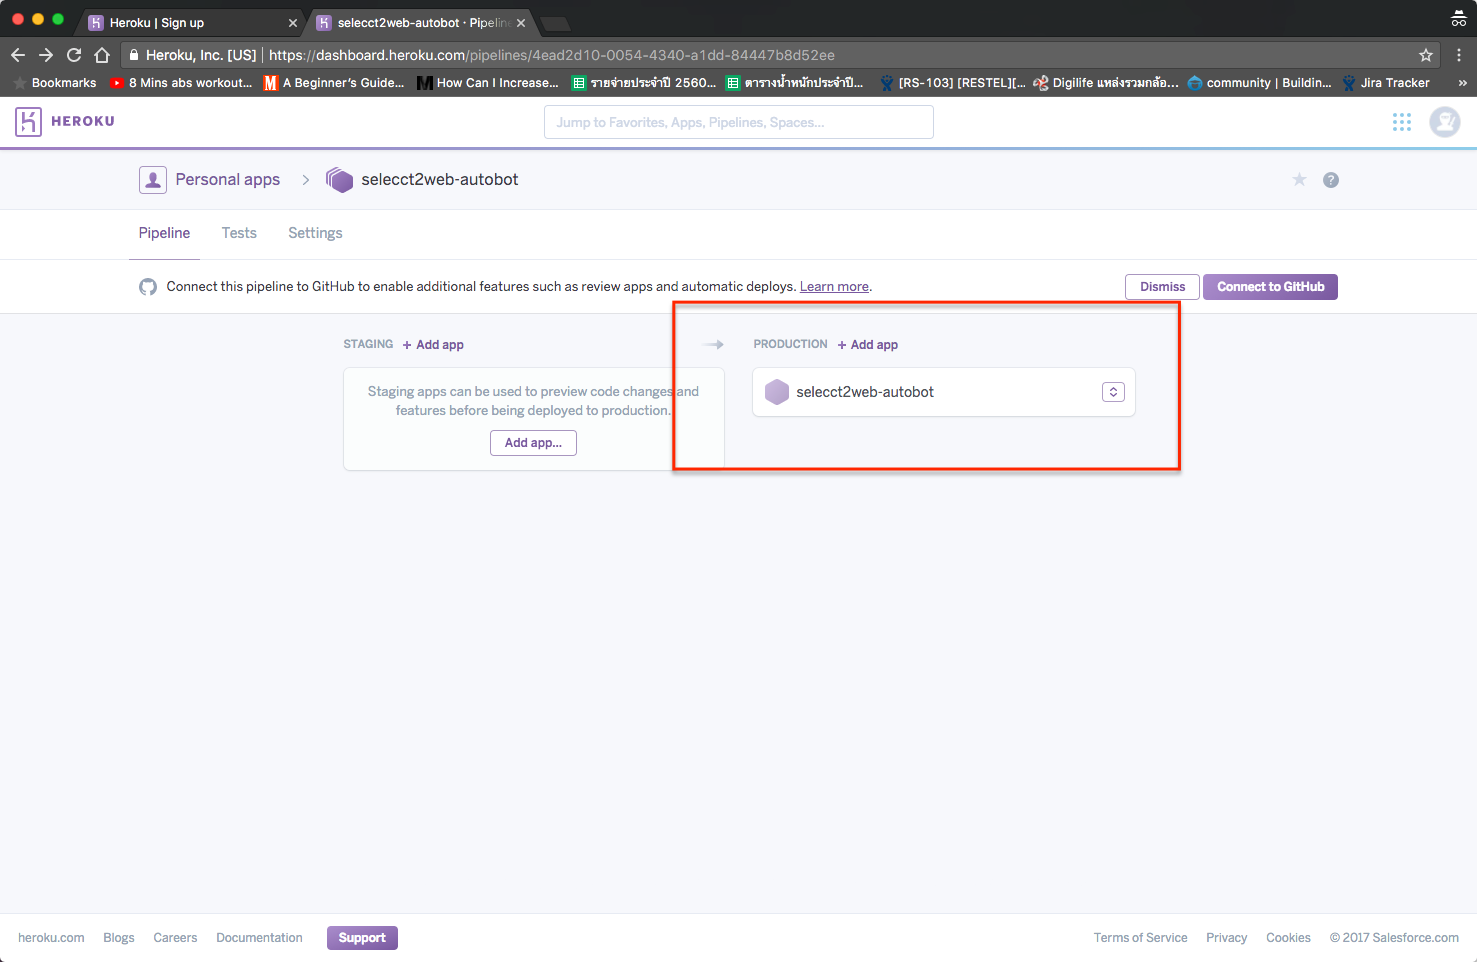 Heroku | Sign up
selecct2web-autobot · Pipeline
Heroku, Inc. [US] | https://dashboard.heroku.com/pipelines/4ead2d10-0054-4340-a1dd-84447b8d52ee
Bookmarks 8 Mins abs workout... A Beginner's Guide... How Can I Increase... รายจ่ายประจำปี 2560... ตารางน้ำหนักประจำปี... [RS-103] [RESTEL][... Digilife แหล่งรวมกล้อ... community | Buildin... Jira Tracker »
HEROKU
Jump to Favorites, Apps, Pipelines, Spaces...
Personal apps > selecct2web-autobot
Pipeline Tests Settings
Connect this pipeline to GitHub to enable additional features such as review apps and automatic deploys. Learn more.
Dismiss Connect to GitHub
STAGING + Add app
Staging apps can be used to preview code changes and
features before being deployed to production.
Add app...
PRODUCTION + Add app
selecct2web-autobot
heroku.com Blogs Careers Documentation Support
Terms of Service Privacy Cookies © 2017 Salesforce.com